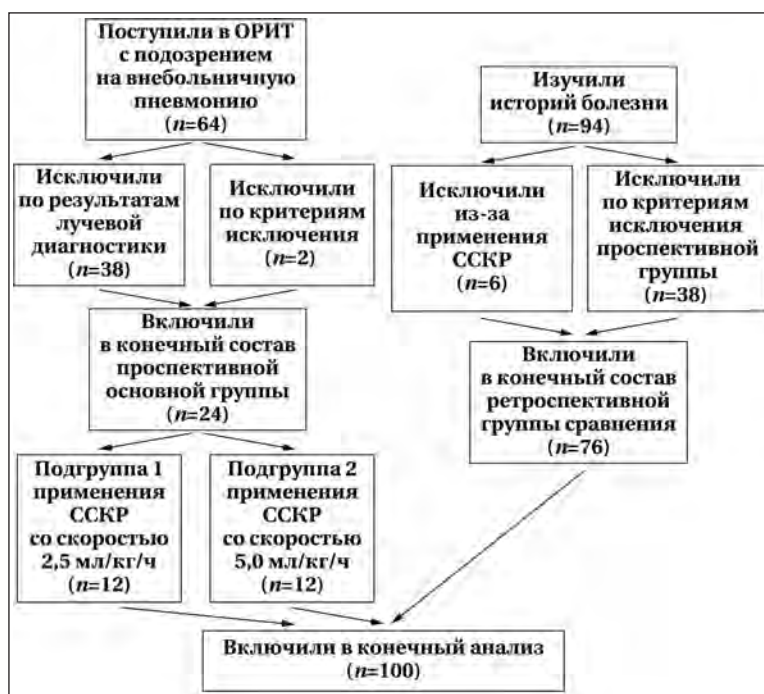 Поступили в ОРИТ
с подозрением
на внебольничную
пневмонию
(n=64)
Изучили
историй болезни
(n=94)
Исключили
по результатам
лучевой
диагностики
(n=38)
Исключили
по критериям
исключения
(n=2)
Исключили
из-за
применения
ССКР
(n=6)
Исключили
по критериям
исключения
проспективной
группы
(n=38)
Включили
в конечный состав
проспективной
основной группы
(n=24)
Включили
в конечный состав
ретроспективной
группы сравнения
(n=76)
Подгруппа 1
применения
ССКР
со скоростью
2,5 мл/кг/ч
(n=12)
Подгруппа 2
применения
ССКР
со скоростью
5,0 мл/кг/ч
(n=12)
Включили в конечный анализ
(n=100)